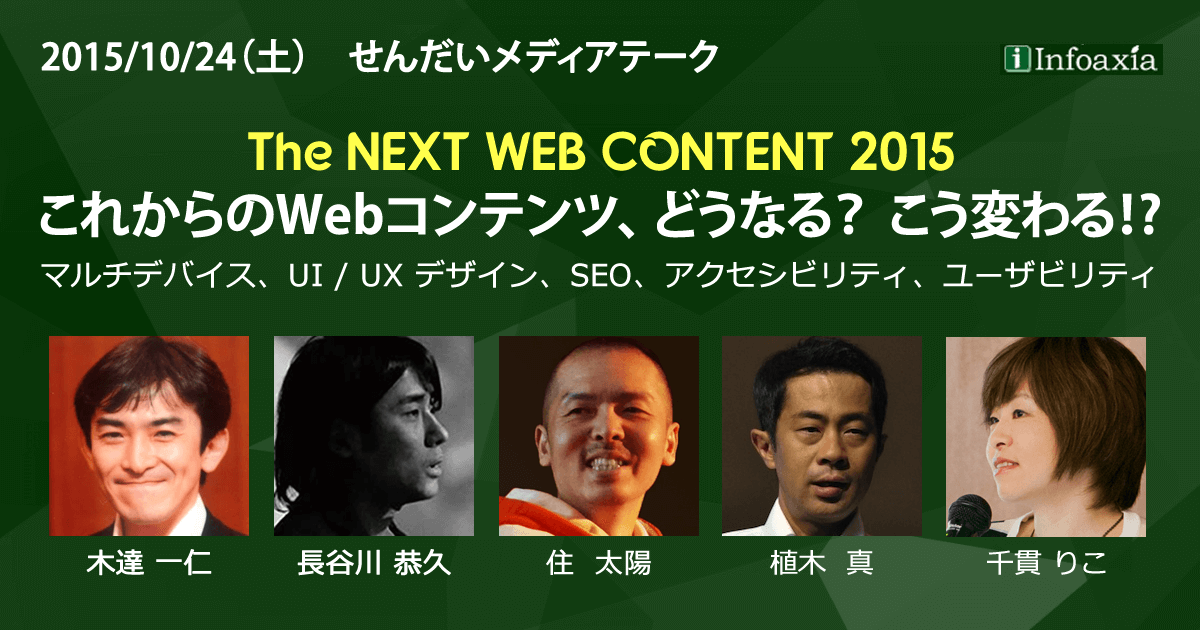 2015/10/24（土）　せんだいメディアテーク
i Infoaxia
The NEXT WEB CONTENT 2015
これからのWebコンテンツ、どうなる？ こう変わる!?
マルチデバイス、UI / UX デザイン、SEO、アクセシビリティ、ユーザビリティ
木達 一仁
長谷川 恭久
住　太陽
植木　真
千貫 りこ